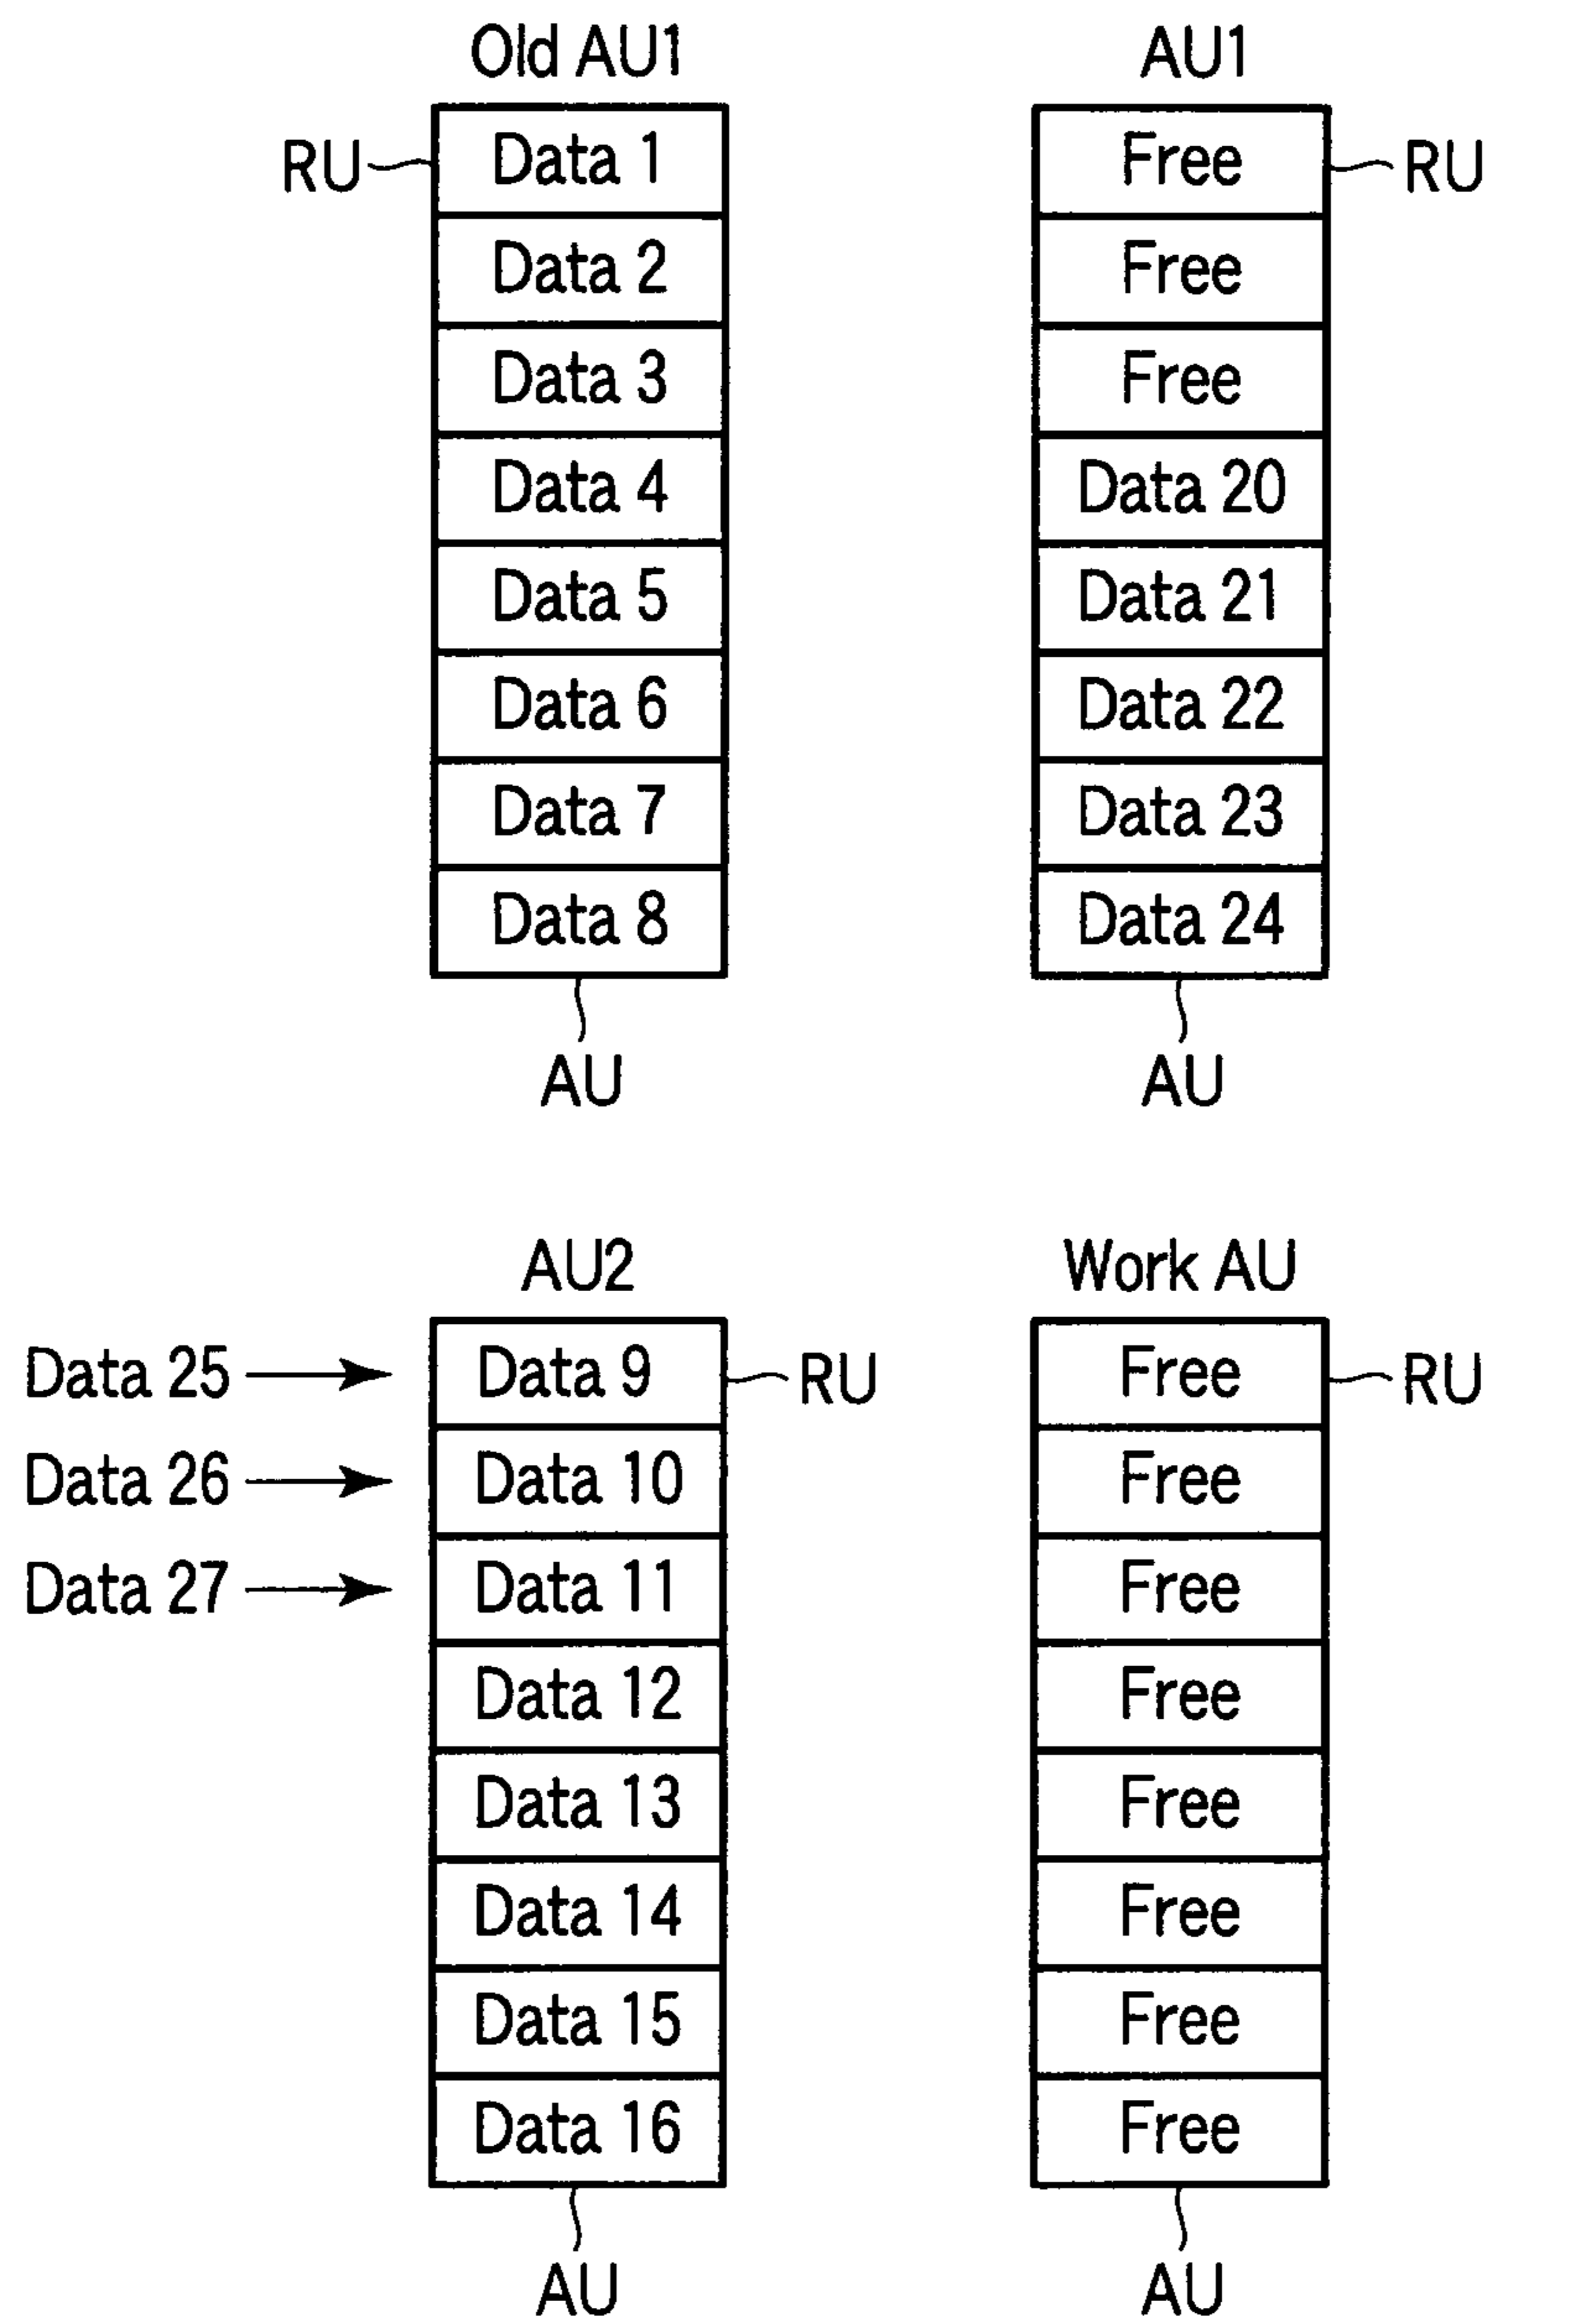 Old AU1
RU
Data 1
Data 2
Data 3
Data 4
Data 5
Data 6
Data 7
Data 8
AU
AU1
Free
RU
Free
Free
Data 20
Data 21
Data 22
Data 23
Data 24
AU
AU2
Data 25
Data 9
RU
Data 26
Data 10
Data 27
Data 11
Data 12
Data 13
Data 14
Data 15
Data 16
AU
Work AU
Free
RU
Free
Free
Free
Free
Free
Free
Free
AU